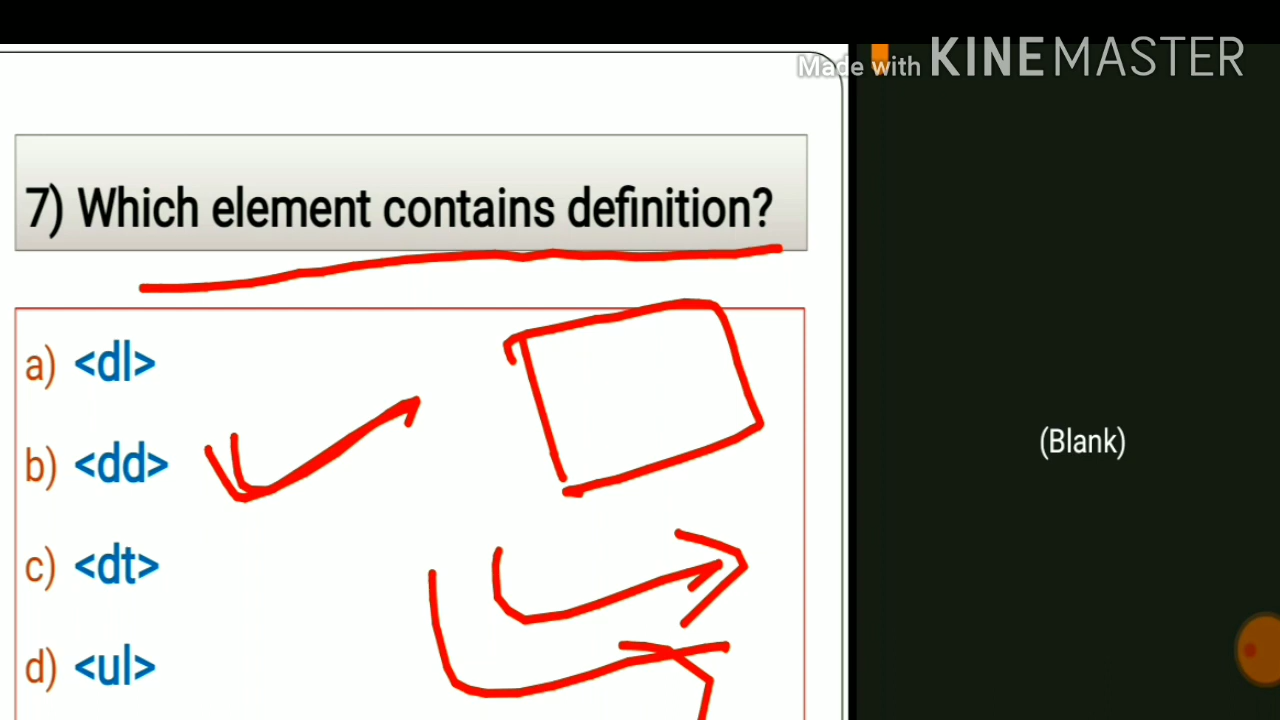 Made with KINEMASTER
7) Which element contains definition?
a) <dl>
b) <dd>
(Blank)
c) <dt>
d) <ul>